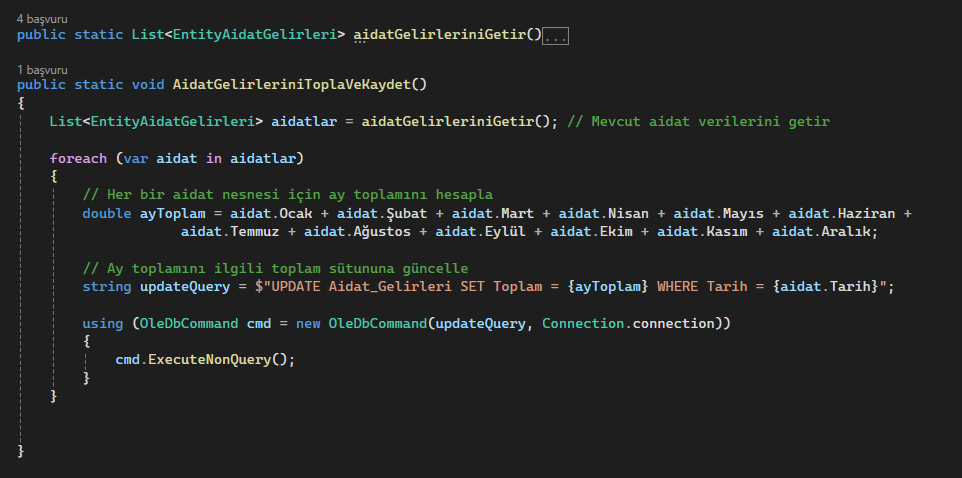 4 başvuru
public static List<EntityAidatGelirleri> aidatGelirleriniGetir()...
1 başvuru
public static void AidatGelirleriniToplaVeKaydet()
{
List<EntityAidatGelirleri> aidatlar = aidatGelirleriniGetir(); // Mevcut aidat verilerini getir
foreach (var aidat in aidatlar)
{
// Her bir aidat nesnesi için ay toplamını hesapla
double ayToplam = aidat.Ocak + aidat.Şubat + aidat.Mart + aidat.Nisan + aidat.Mayıs + aidat.Haziran +
aidat.Temmuz + aidat.Ağustos + aidat.Eylül + aidat.Ekim + aidat.Kasım + aidat.Aralık;
// Ay toplamını ilgili toplam sütununa güncelle
string updateQuery = $"UPDATE Aidat_Gelirleri SET Toplam = {ayToplam} WHERE Tarih = {aidat.Tarih}";
using (OleDbCommand cmd = new OleDbCommand(updateQuery, Connection.connection))
{
cmd.ExecuteNonQuery();
}
}
}